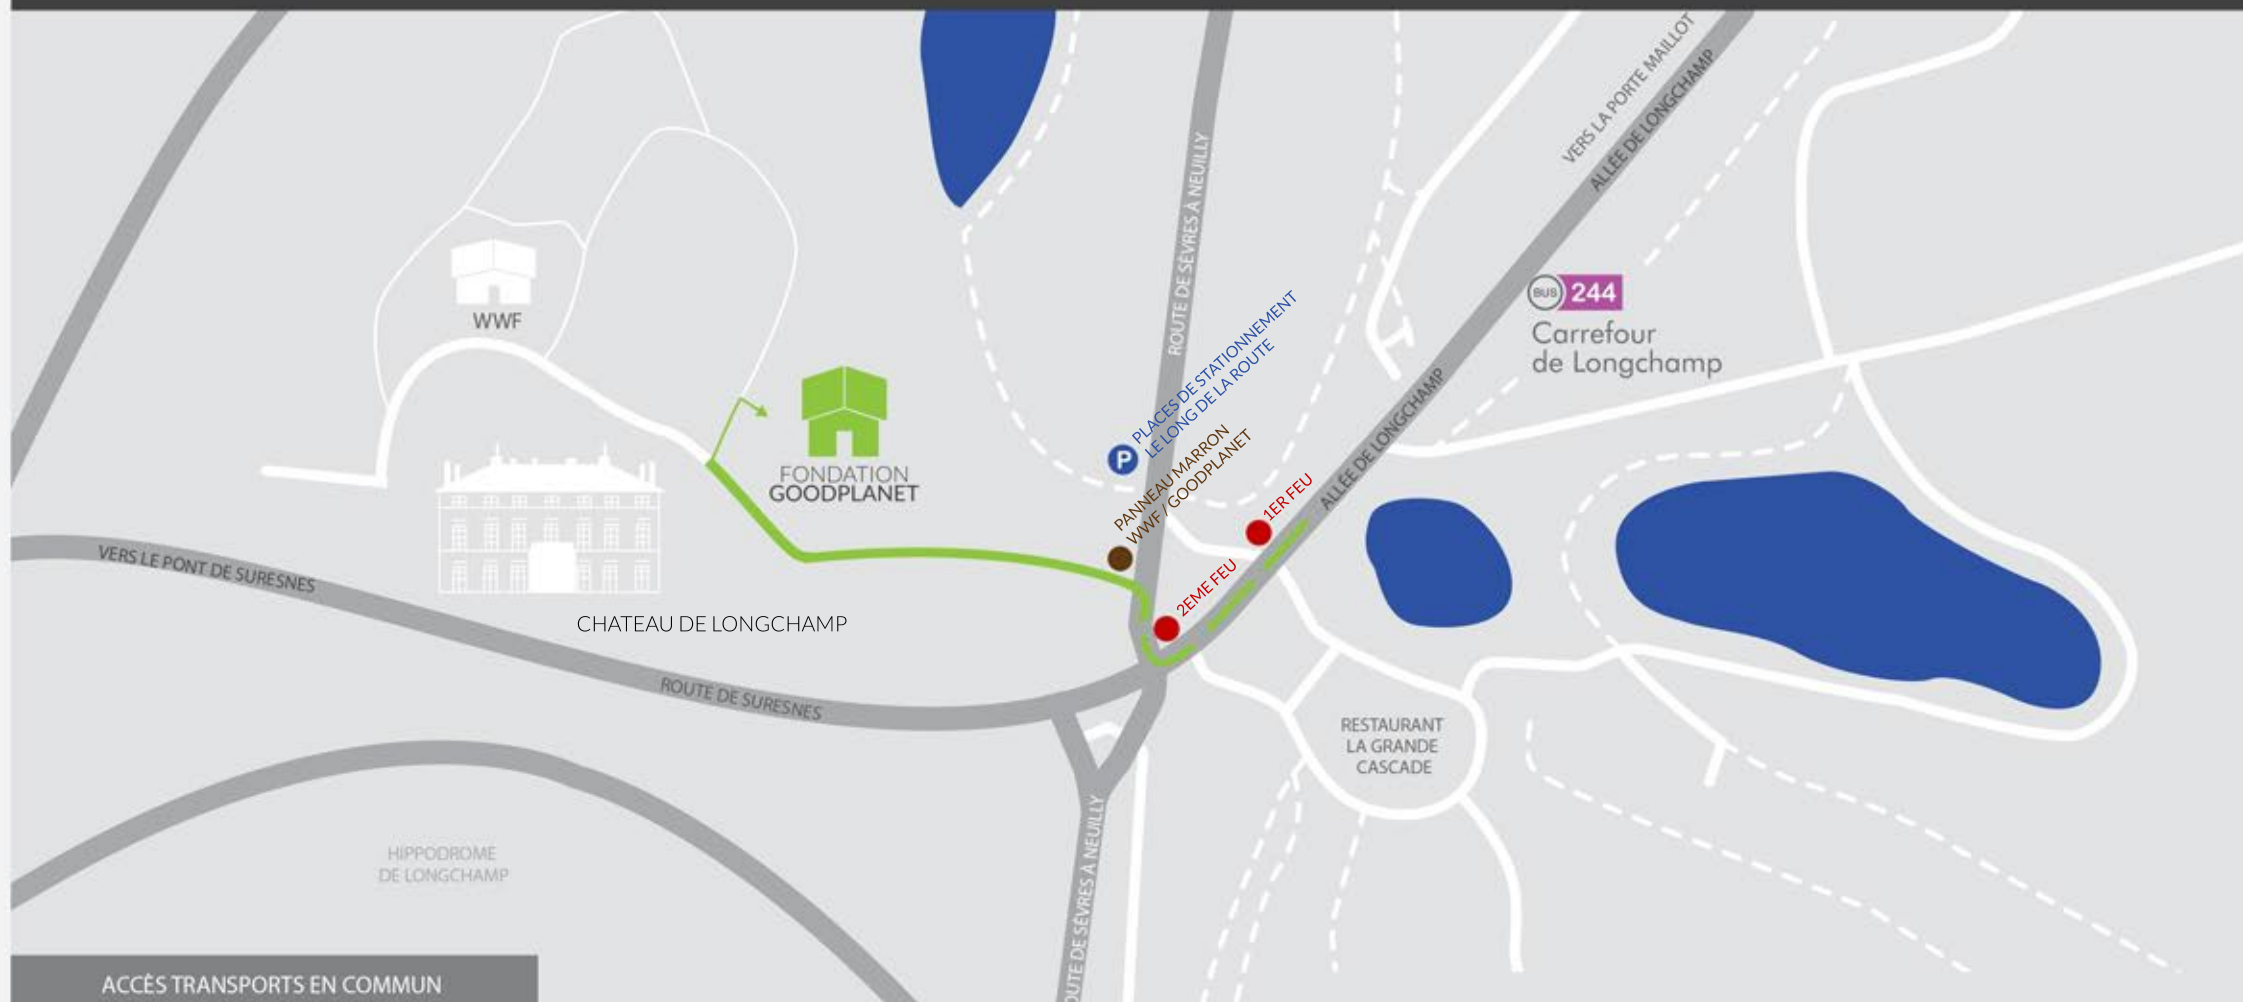 VERS LA PORTE MAILLOT
ALLÉE DE LONGCHAMP
ROUTE DE SÈVRES À NEUILLY
BUS 244
Carrefour
de Longchamp
WWF
PLACES DE STATIONNEMENT
LE LONG DE LA ROUTE
P
FONDATION
GOODPLANET
PANNEAU MARRON
WWF / GOODPLANET
1ER FEU
ALLÉE DE LONGCHAMP
2EME FEU
VERS LE PONT DE SURESNES
CHATEAU DE LONGCHAMP
ROUTE DE SURESNES
RESTAURANT
LA GRANDE
CASCADE
HIPPODROME
DE LONGCHAMP
OUTE DE SÈVRES À NEUILLY
ACCÈS TRANSPORTS EN COMMUN